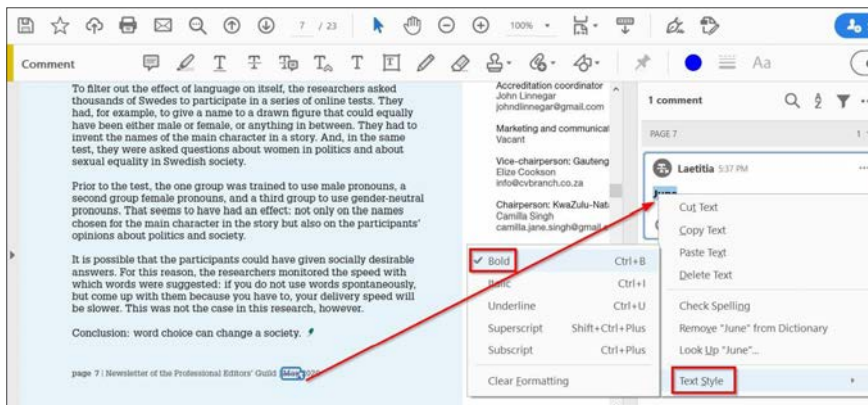 7 / 23
100%
Comment
To filter out the effect of language on itself, the researchers asked
thousands of Swedes to participate in a series of online tests. They
had, for example, to give a name to a drawn figure that could equally
have been either male or female, or anything in between. They had to
invent the names of the main character in a story. And, in the same
test, they were asked questions about women in politics and about
sexual equality in Swedish society.
Prior to the test, the one group was trained to use male pronouns, a
second group female pronouns, and a third group to use gender-neutral
pronouns. That seems to have had an effect: not only on the names
chosen for the main character in the story but also on the participants'
opinions about politics and society.
It is possible that the participants could have given socially desirable
answers. For this reason, the researchers monitored the speed with
which words were suggested: if you do not use words spontaneously,
but come up with them because you have to, your delivery speed will
be slower. This was not the case in this research, however.
Conclusion: word choice can change a society.
page 7 | Newsletter of the Professional Editors' Guild
Accreditation coordinator
John Linnegar
johndlinnegar@gmail.com
Marketing and communicat
Vacant
Vice-chairperson: Gauteng
Elize Cookson
info@cvbranch.co.za
Chairperson: KwaZulu-Nata
Camilla Singh
camilla.jane.singh@gmail.c
1 comment
PAGE 7
1
Laetitia 5:37 PM
June
Cut Text
Copy Text
Paste Text
Delete Text
Check Spelling
Remove "June" from Dictionary
Look Up "June"...
Text Style
Bold Ctrl+B
Italic Ctrl+I
Underline Ctrl+U
Superscript Shift+Ctrl+Plus
Subscript Ctrl+Plus
Clear Formatting